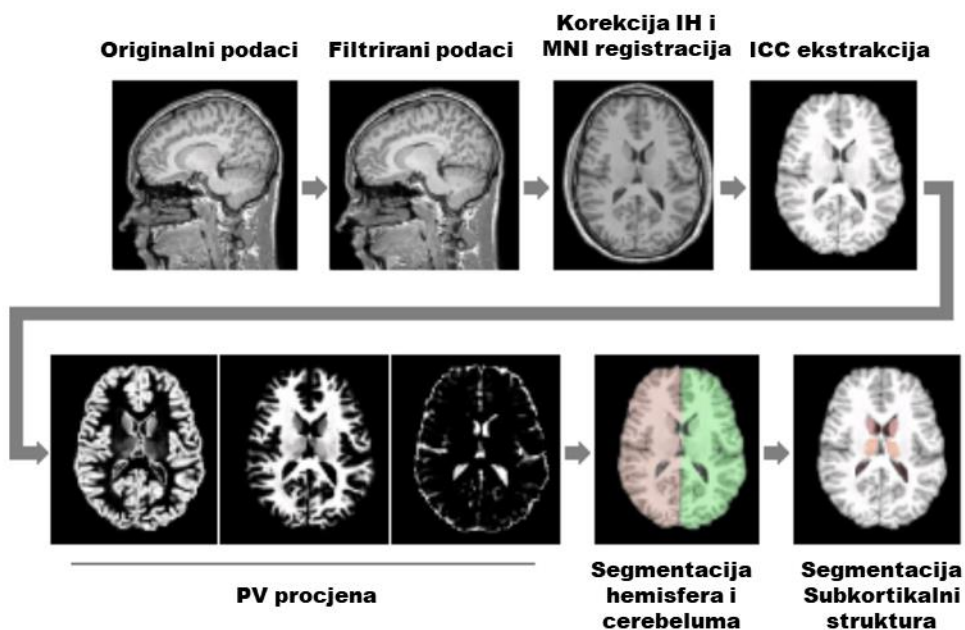 Originalni podaci
Filtrirani podaci
Korekcija IH i
MNI registracija
ICC ekstrakcija
PV procjena
Segmentacija
hemisfera i
cerebeluma
Segmentacija
Subkortikalni
struktura